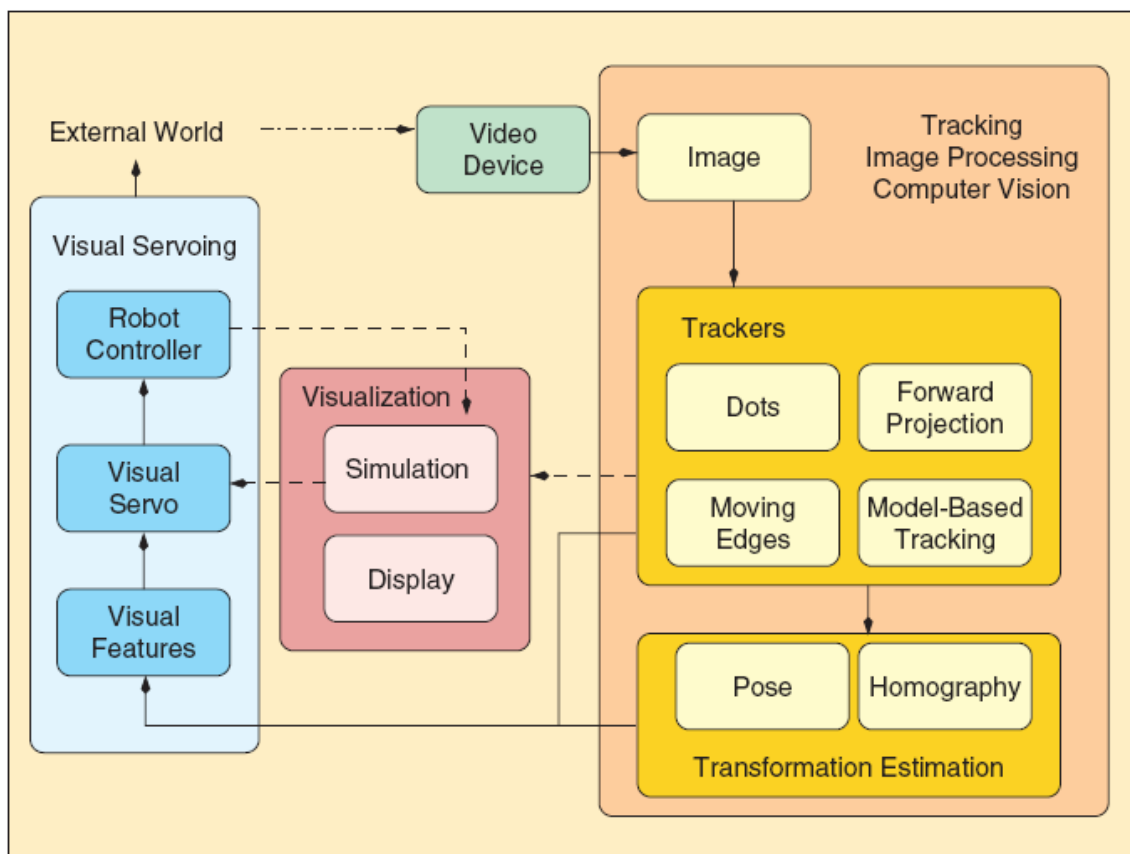 External World
Video
Device
Image
Tracking
Image Processing
Computer Vision
Visual Servoing
Robot
Controller
Visual
Servo
Visual
Features
Visualization
Simulation
Display
Trackers
Dots
Forward
Projection
Moving
Edges
Model-Based
Tracking
Pose
Homography
Transformation Estimation